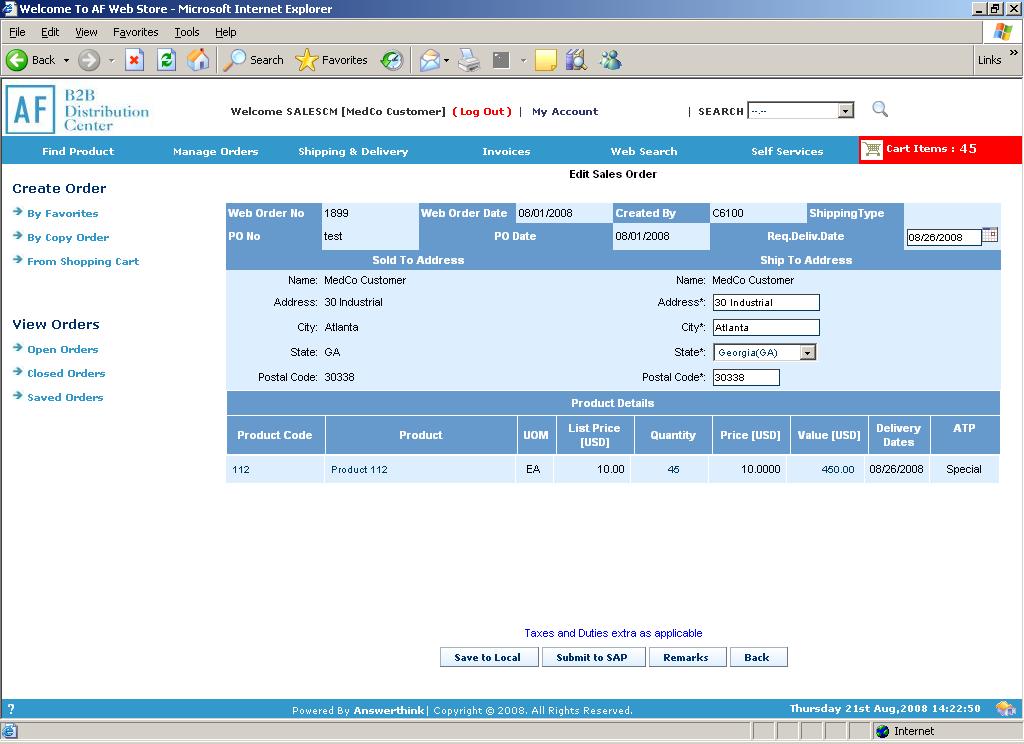 Welcome To AF Web Store - Microsoft Internet Explorer
File Edit View Favorites Tools Help
Back Search Favorites Links »
AF B2B
Distribution
Center
Welcome SALESCM [MedCo Customer] ( Log Out ) | My Account | SEARCH --.--
Find Product Manage Orders Shipping & Delivery Invoices Web Search Self Services Cart Items : 45
Edit Sales Order
Create Order
By Favorites
By Copy Order
From Shopping Cart
View Orders
Open Orders
Closed Orders
Saved Orders
Web Order No 1899 Web Order Date 08/01/2008 Created By C6100 ShippingType
PO No test PO Date 08/01/2008 Req.Deliv.Date 08/26/2008
Sold To Address Ship To Address
Name: MedCo Customer Name: MedCo Customer
Address: 30 Industrial Address*: 30 Industrial
City: Atlanta City*: Atlanta
State: GA State*: Georgia(GA)
Postal Code: 30338 Postal Code*: 30338
Product Details
Product Code Product UOM List Price [USD] Quantity Price [USD] Value [USD] Delivery Dates ATP
112 Product 112 EA 10.00 45 10.0000 450.00 08/26/2008 Special
Taxes and Duties extra as applicable
Save to Local Submit to SAP Remarks Back
? Powered By Answerthink | Copyright © 2008. All Rights Reserved. Thursday 21st Aug,2008 14:22:50
Internet